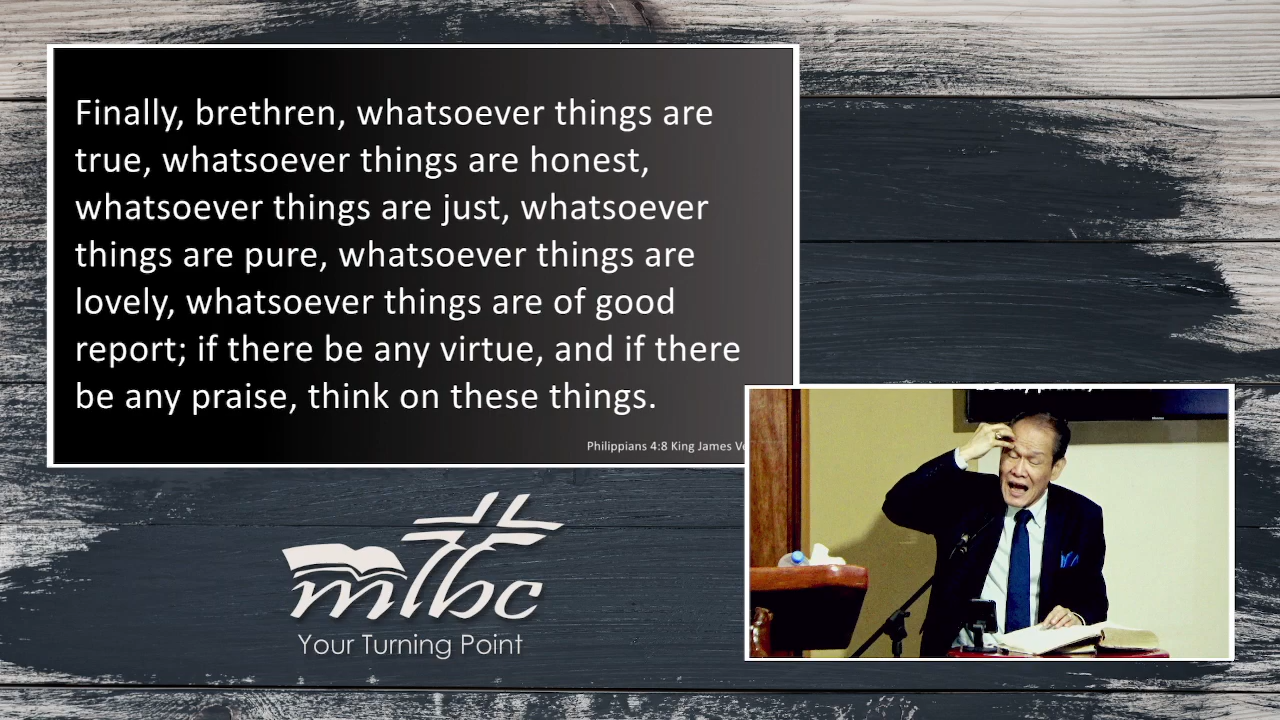 Finally, brethren, whatsoever things are
true, whatsoever things are honest,
whatsoever things are just, whatsoever
things are pure, whatsoever things are
lovely, whatsoever things are of good
report; if there be any virtue, and if there
be any praise, think on these things.
Philippians 4:8 King James
mlbc
Your Turning Point